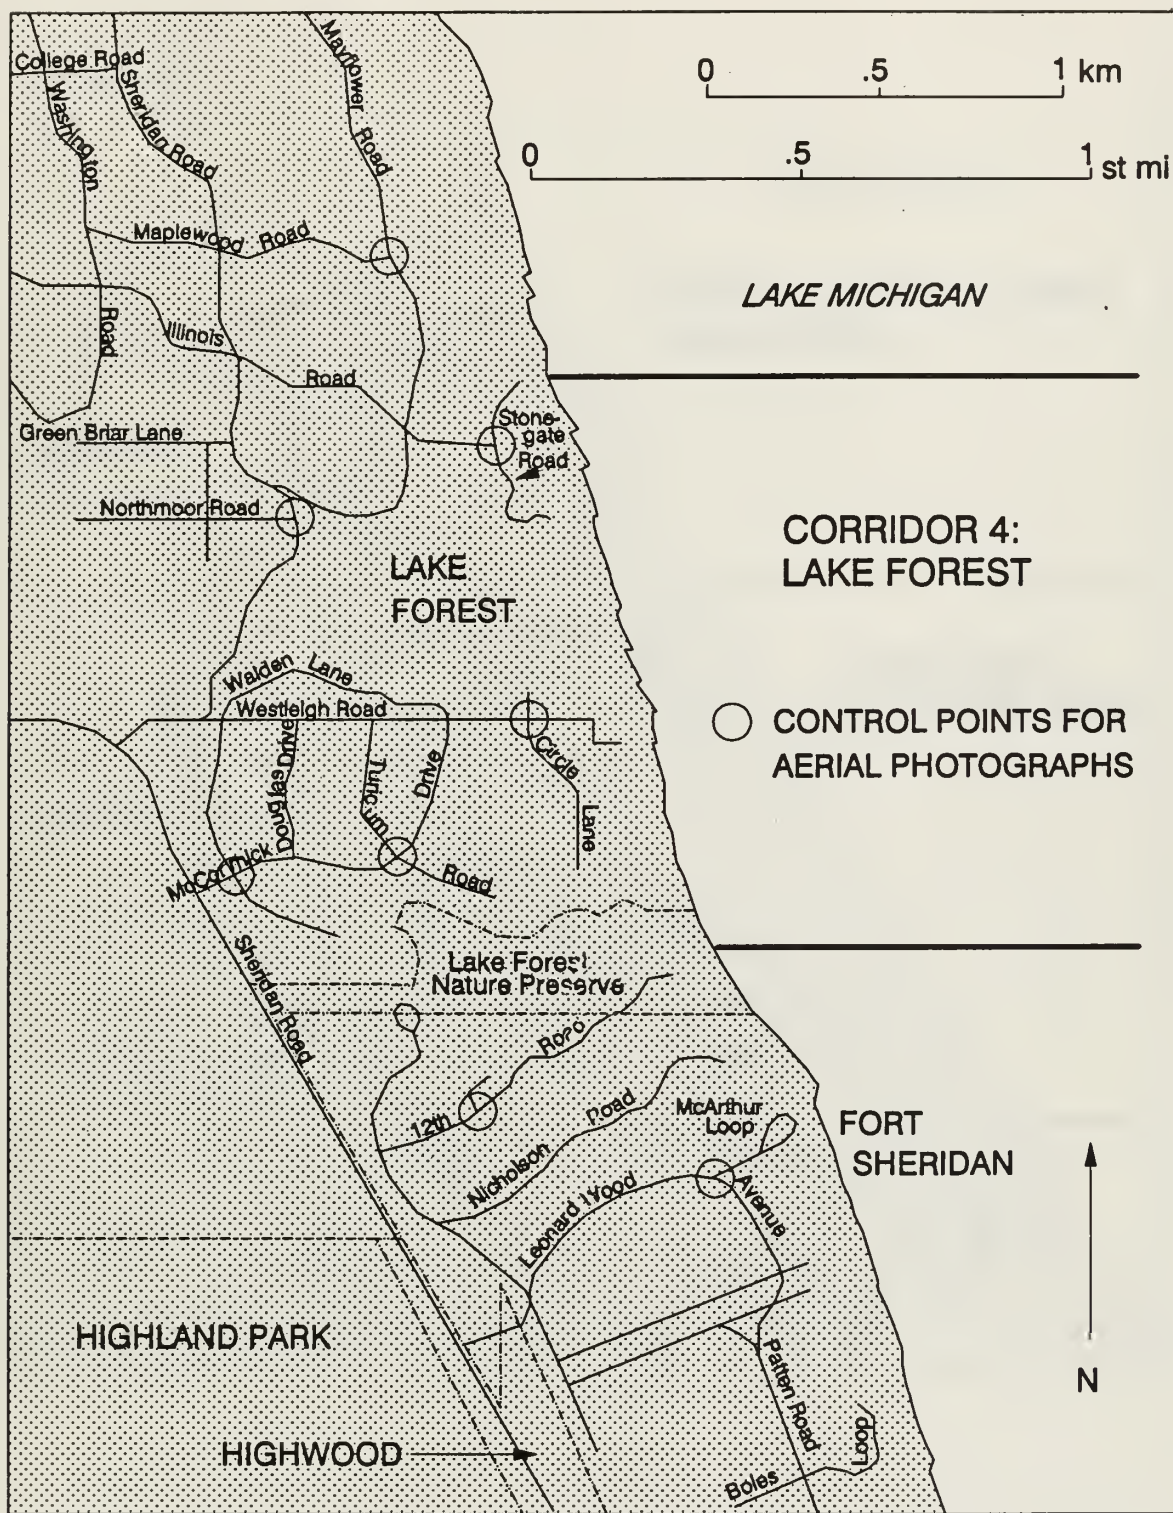 College Road
Washington
Road
Sheridan Road
Mayflower
Road
0 .5 1 km
0 .5 1 st mi
Maplewood Road
LAKE MICHIGAN
Illinois
Road
Green Briar Lane
Stone-
gate
Road
Northmoor Road
CORRIDOR 4:
LAKE FOREST
LAKE
FOREST
Walden Lane
Westleigh Road
CONTROL POINTS FOR
AERIAL PHOTOGRAPHS
Douglas Drive
Turicum
Road
Drive
Circle
Lane
McCormick
Sheridan Road
Lake Forest
Nature Preserve
12th Road
Nicholson Road
McArthur
Loop
FORT
SHERIDAN
Leonard Wood
Avenue
HIGHLAND PARK
Patten Road
N
HIGHWOOD
Boles
Loop